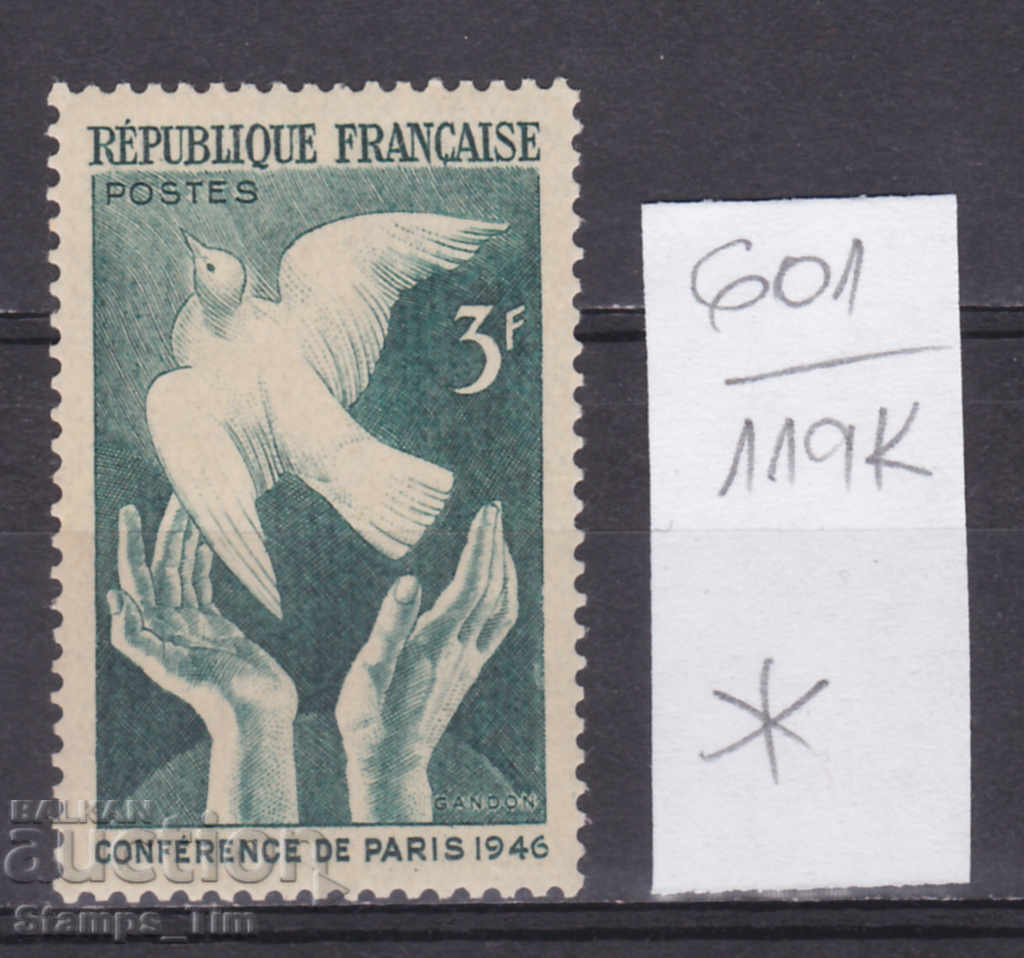 RÉPUBLIQUE FRANÇAISE
POSTES
3F
GANDON
CONFÉRENCE DE PARIS 1946
601
119K
*
BALKAN
auction
Stamps_Tim